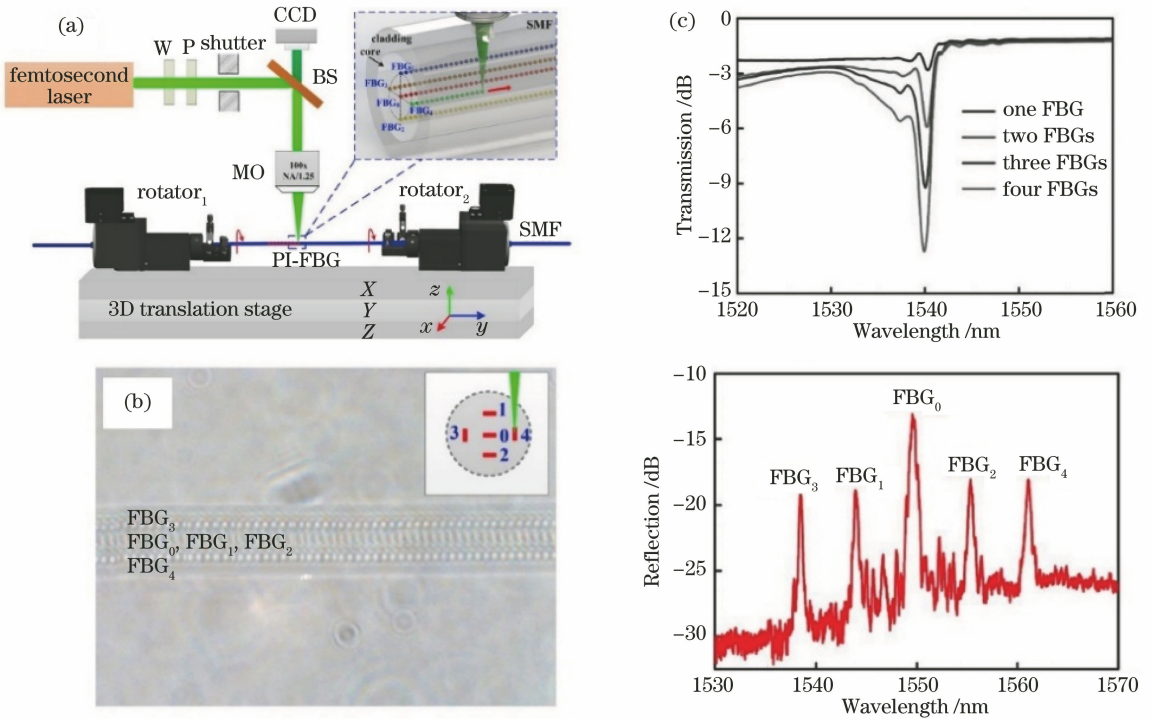 (a)
CCD
W P shutter
femtosecond
laser
BS
MO
100x
NA/1.25
SMF
cladding
core
FBG₁
FBG₀
FBG₄
FBG₂
rotator₁
rotator₂
SMF
PI-FBG
3D translation stage
X
Y
Z
z
x
y
(b)
1
3 0 4
2
FBG₃
FBG₀, FBG₁, FBG₂
FBG₄
(c)
0
−3
−6
−9
−12
−15
Transmission /dB
one FBG
two FBGs
three FBGs
four FBGs
1520 1530 1540 1550 1560
Wavelength /nm
−10
−15
−20
−25
−30
Reflection /dB
FBG₀
FBG₃
FBG₁
FBG₂
FBG₄
1530 1540 1550 1560 1570
Wavelength /nm